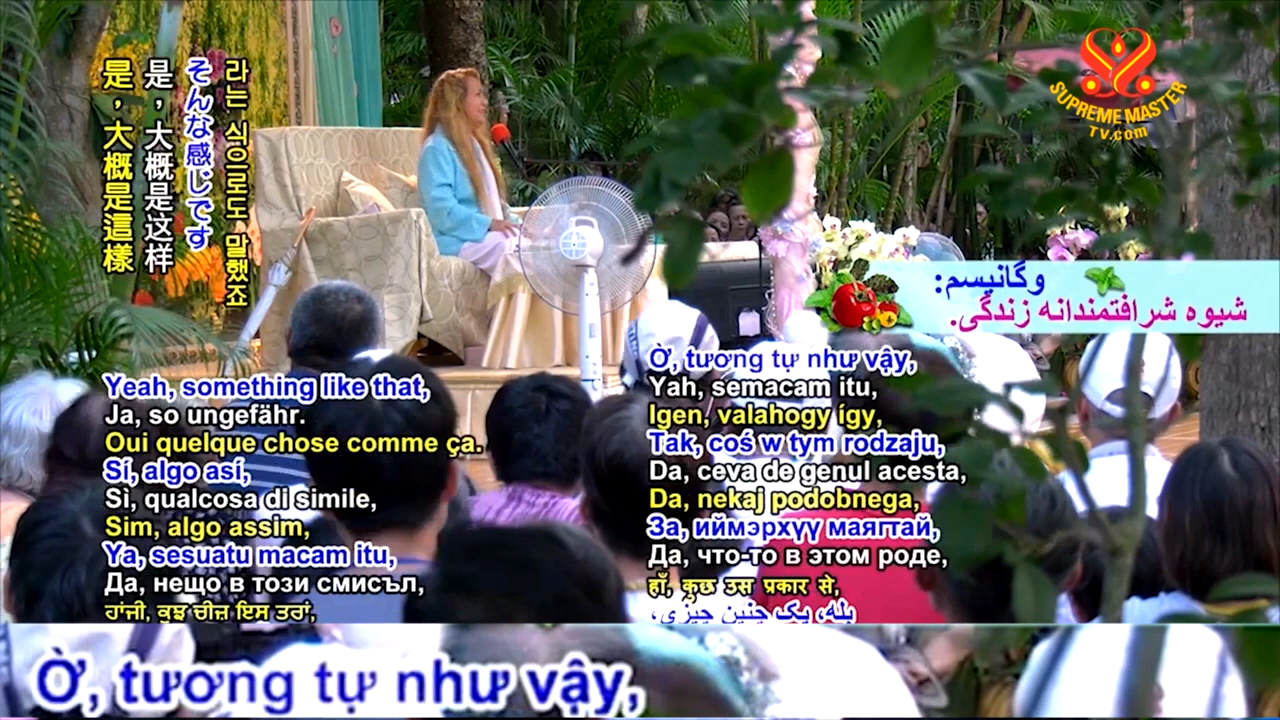 SUPREME MASTER
TV.com
라는 식으로도 말했죠
そんな感じです
是，大概是这样
是，大概是這樣
وگانیسم:
شیوه شرافتمندانه زندگی.
Yeah, something like that,
Ja, so ungefähr.
Oui quelque chose comme ça.
Sí, algo así,
Sì, qualcosa di simile,
Sim, algo assim,
Ya, sesuatu macam itu,
Да, нещо в този смисъл,
ਹਾਂਜੀ, ਕੁਝ ਚੀਜ਼ ਇਸ ਤਰਾਂ,
Ờ, tương tự như vậy,
Yah, semacam itu,
Igen, valahogy így,
Tak, coś w tym rodzaju,
Da, ceva de genul acesta,
Da, nekaj podobnega,
За, иймэрхүү маягтай,
Да, что-то в этом роде,
हाँ, कुछ उस प्रकार से,
بله، یک چنین چیزی،
Ờ, tương tự như vậy,